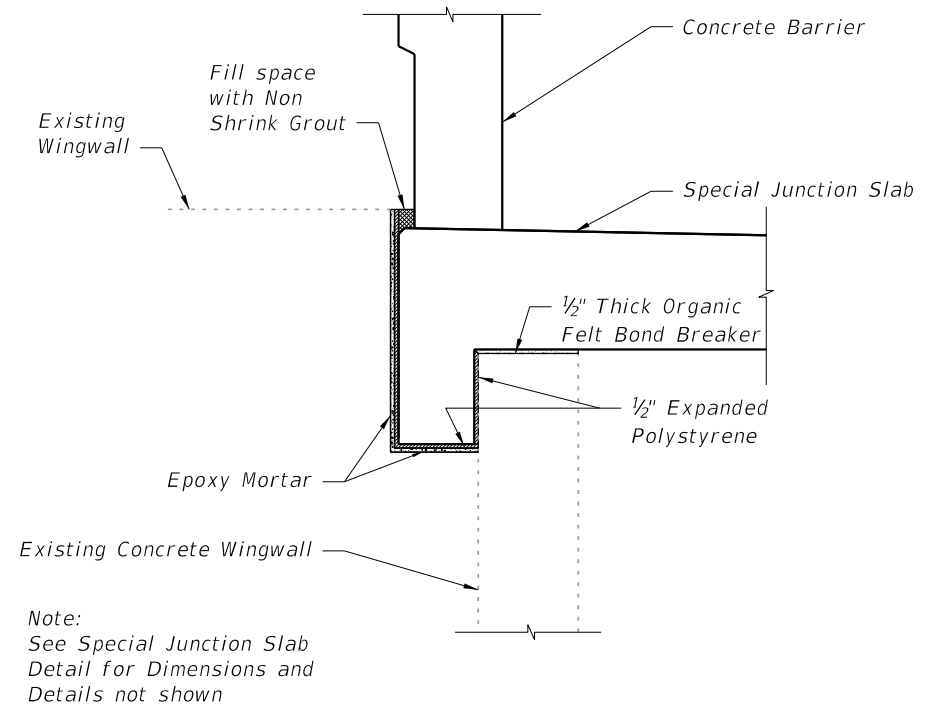 Concrete Barrier
Fill space
with Non
Shrink Grout
Existing
Wingwall
Special Junction Slab
½" Thick Organic
Felt Bond Breaker
½" Expanded
Polystyrene
Epoxy Mortar
Existing Concrete Wingwall
Note:
See Special Junction Slab
Detail for Dimensions and
Details not shown